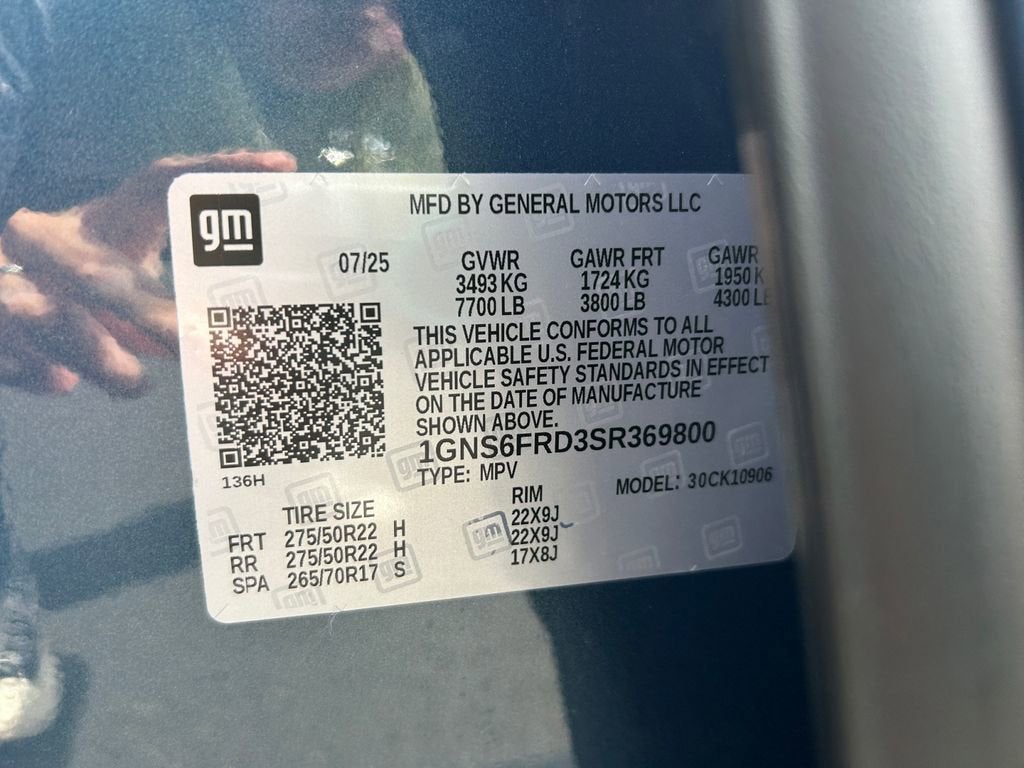 gm
MFD BY GENERAL MOTORS LLC
07/25
GVWR GAWR FRT GAWR
3493 KG 1724 KG 1950 K
7700 LB 3800 LB 4300 LB
THIS VEHICLE CONFORMS TO ALL
APPLICABLE U.S. FEDERAL MOTOR
VEHICLE SAFETY STANDARDS IN EFFECT
ON THE DATE OF MANUFACTURE
SHOWN ABOVE.
1GNS6FRD3SR369800
136H
TYPE: MPV MODEL: 30CK10906
TIRE SIZE RIM
FRT 275/50R22 H 22X9J
RR 275/50R22 H 22X9J
SPA 265/70R17 S 17X8J